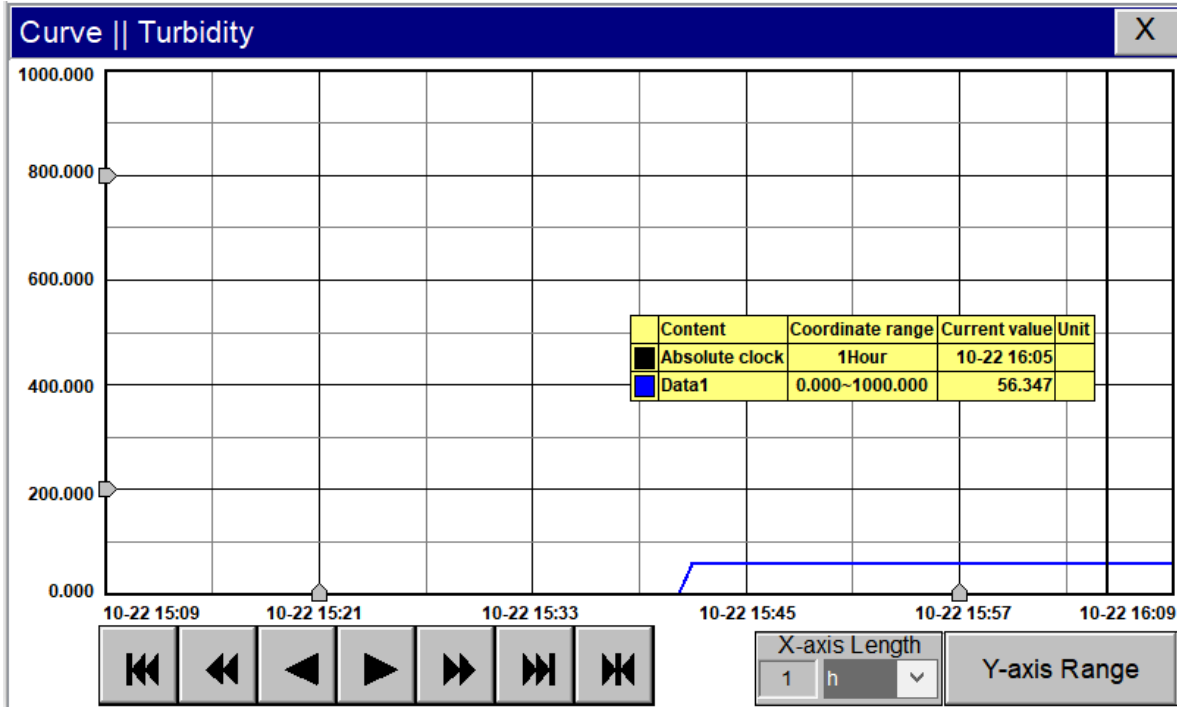 Curve || Turbidity X
1000.000
800.000
600.000
Content Coordinate range Current value Unit
Absolute clock 1Hour 10-22 16:05
Data1 0.000~1000.000 56.347
400.000
200.000
0.000
10-22 15:09 10-22 15:21 10-22 15:33 10-22 15:45 10-22 15:57 10-22 16:09
X-axis Length
1 h
Y-axis Range